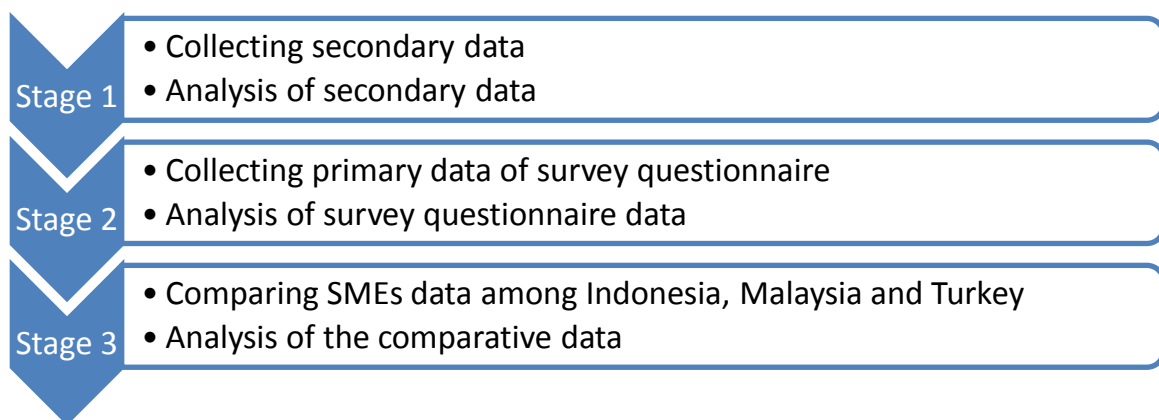 Stage 1
• Collecting secondary data
• Analysis of secondary data
Stage 2
• Collecting primary data of survey questionnaire
• Analysis of survey questionnaire data
Stage 3
• Comparing SMEs data among Indonesia, Malaysia and Turkey
• Analysis of the comparative data